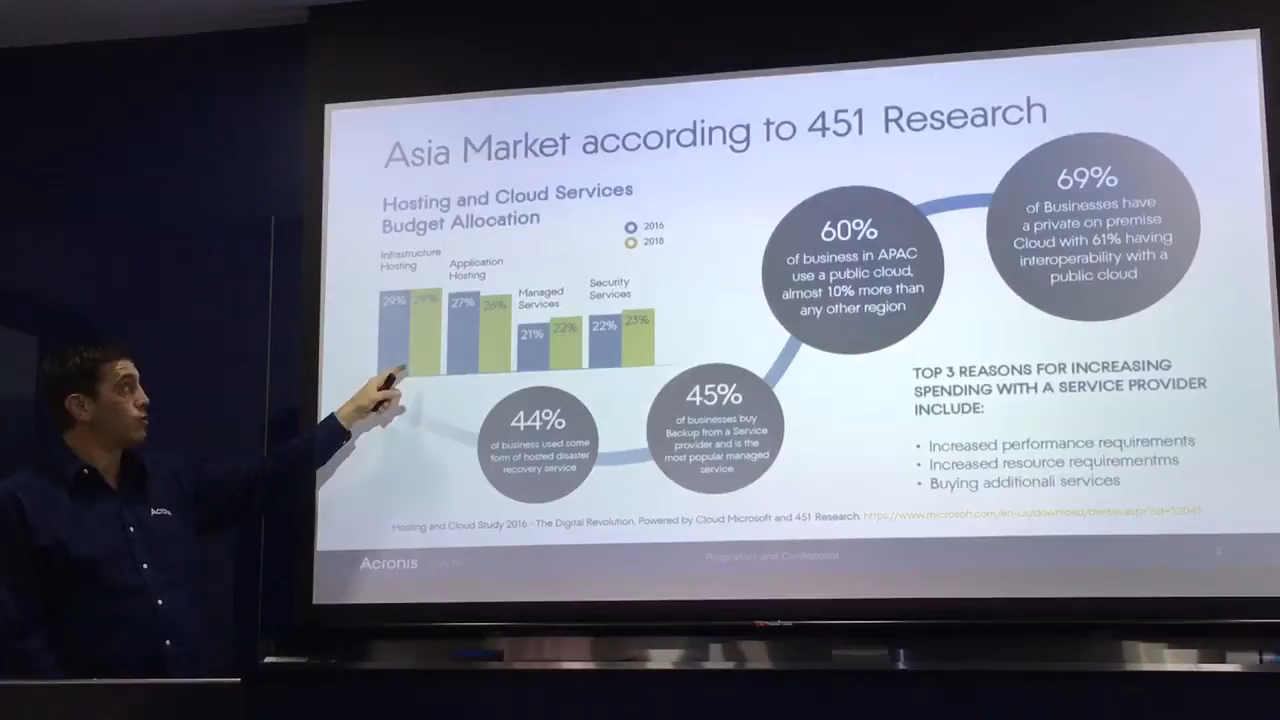 Asia Market according to 451 Research
Hosting and Cloud Services
Budget Allocation
2016
2018
Infrastructure
Hosting
Application
Hosting
Managed
Services
Security
Services
29%
29%
27%
26%
21%
22%
22%
23%
44%
of business used some
form of hosted disaster
recovery service
45%
of businesses buy
Backup from a Service
provider and is the
most popular managed
service
60%
of business in APAC
use a public cloud,
almost 10% more than
any other region
69%
of Businesses have
a private on premise
Cloud with 61% having
interoperability with a
public cloud
TOP 3 REASONS FOR INCREASING
SPENDING WITH A SERVICE PROVIDER
INCLUDE:
• Increased performance requirements
• Increased resource requirementms
• Buying additionali services
Hosting and Cloud Study 2016 - The Digital Revolution, Powered by Cloud Microsoft and 451 Research.
Acronis
Proprietary and Confidential
2
Acronis